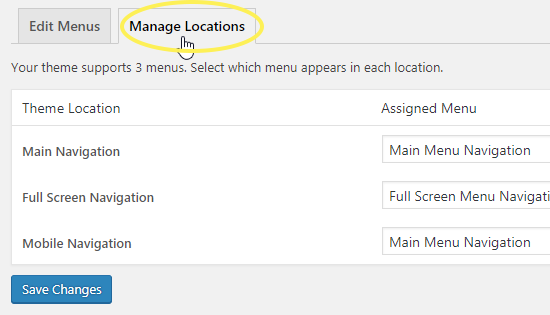 Edit Menus Manage Locations
Your theme supports 3 menus. Select which menu appears in each location.
Theme Location Assigned Menu
Main Navigation Main Menu Navigation
Full Screen Navigation Full Screen Menu Navigati
Mobile Navigation Main Menu Navigation
Save Changes